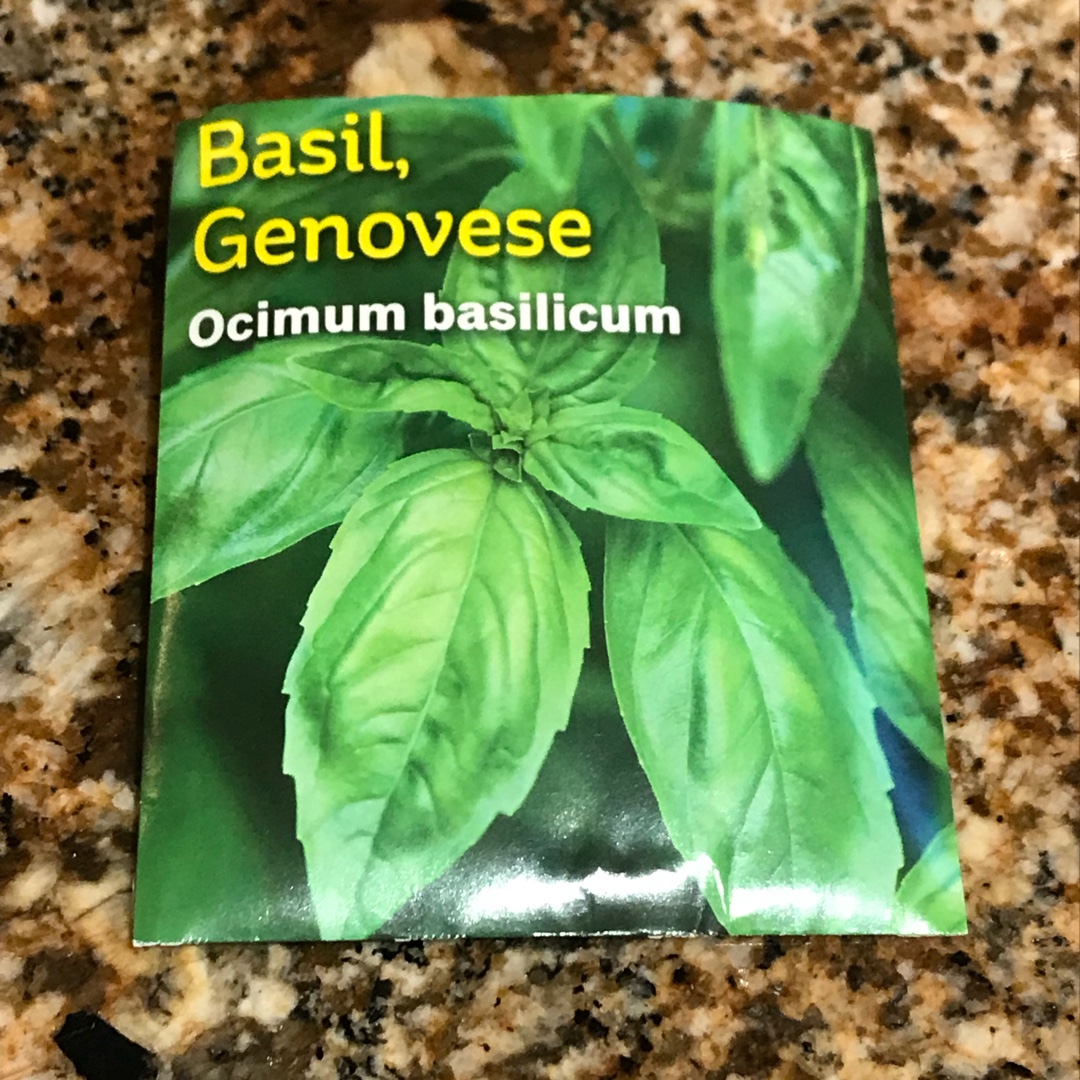 Basil,
Genovese
Ocimum basilicum